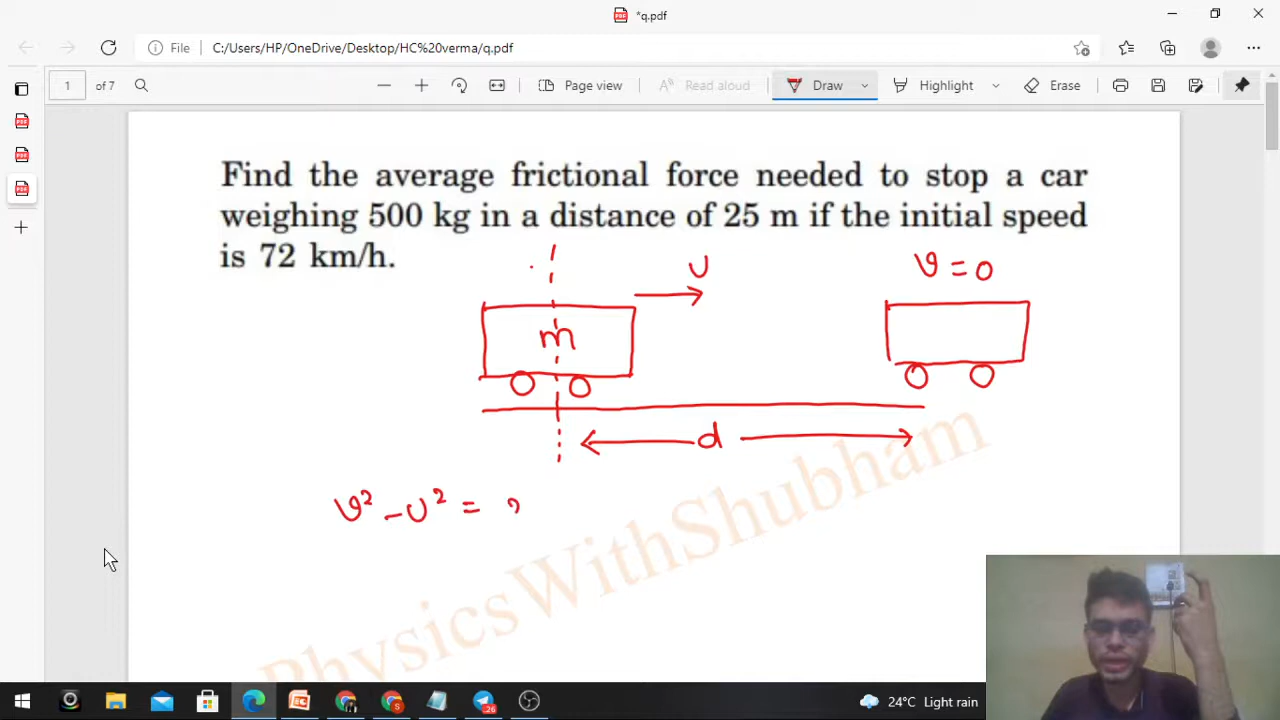 *q.pdf
File C:/Users/HP/OneDrive/Desktop/HC%20verma/q.pdf
1 of 7 Page view Read aloud Draw Highlight Erase
Find the average frictional force needed to stop a car
weighing 500 kg in a distance of 25 m if the initial speed
is 72 km/h.
U
v = 0
m
d
v² - u² = 2
PhysicsWithShubham
26
24°C Light rain